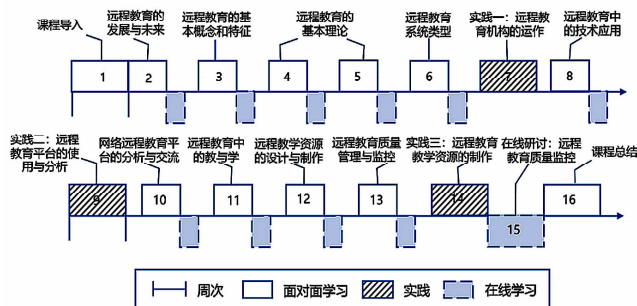 课程导入
远程教育的
发展与未来
远程教育的基
本概念和特征
远程教育的
基本理论
远程教育
系统类型
实践一：远程教
育机构的运作
远程教育中
的技术应用
1
2
3
4
5
6
7
8
实践二：远程
教育平台的使
用与分析
网络远程教育平
台的分析与交流
远程教育中
的教与学
远程教学资源
的设计与制作
远程教育质量
管理与监控
实践三：远程教育
教学资源的制作
在线研讨：远程
教育质量监控
课程总结
9
10
11
12
13
14
15
16
周次
面对面学习
实践
在线学习